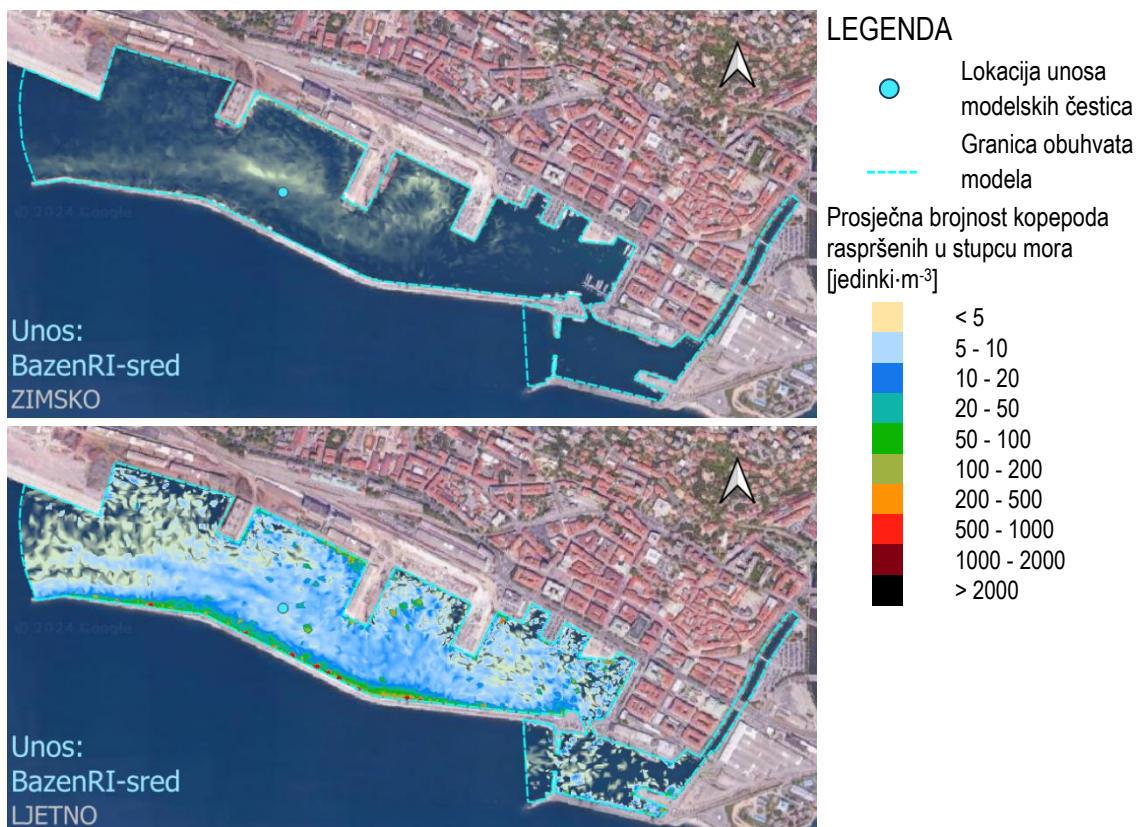 © 2024 Google
Unos:
BazenRI-sred
ZIMSKO
© 2024 Google
Unos:
BazenRI-sred
LJETNO
LEGENDA
Lokacija unosa
modelskih čestica
Granica obuhvata
modela
Prosječna brojnost kopepoda
raspršenih u stupcu mora
[jedinki·m⁻³]
< 5
5 - 10
10 - 20
20 - 50
50 - 100
100 - 200
200 - 500
500 - 1000
1000 - 2000
> 2000